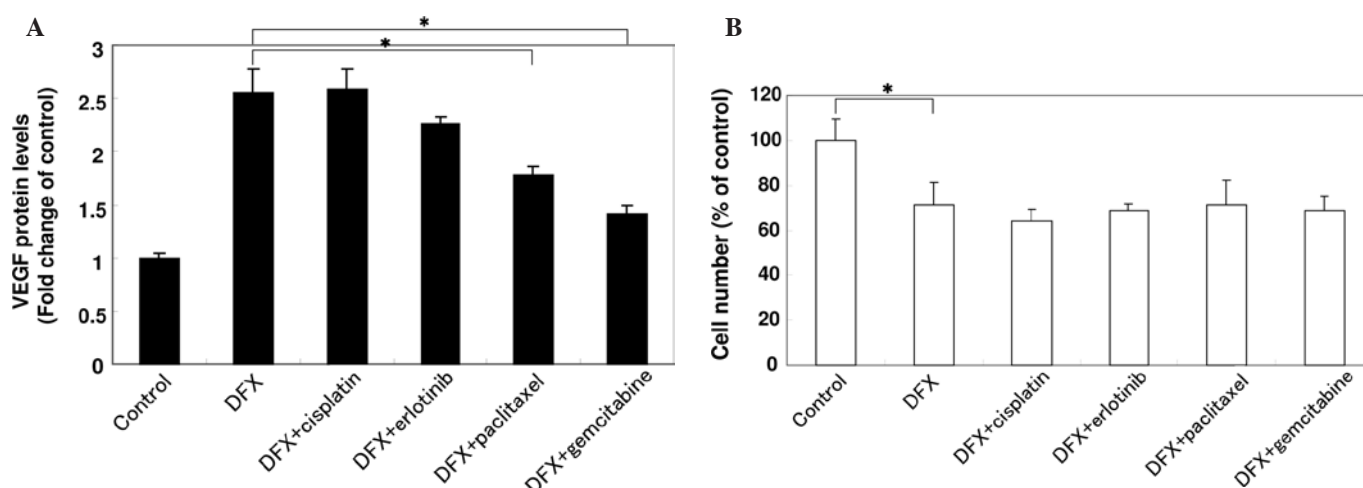 A
*
*
VEGF protein levels
(Fold change of control)
3
2.5
2
1.5
1
0.5
0
Control
DFX
DFX+cisplatin
DFX+erlotinib
DFX+paclitaxel
DFX+gemcitabine
B
*
Cell number (% of control)
120
100
80
60
40
20
0
Control
DFX
DFX+cisplatin
DFX+erlotinib
DFX+paclitaxel
DFX+gemcitabine